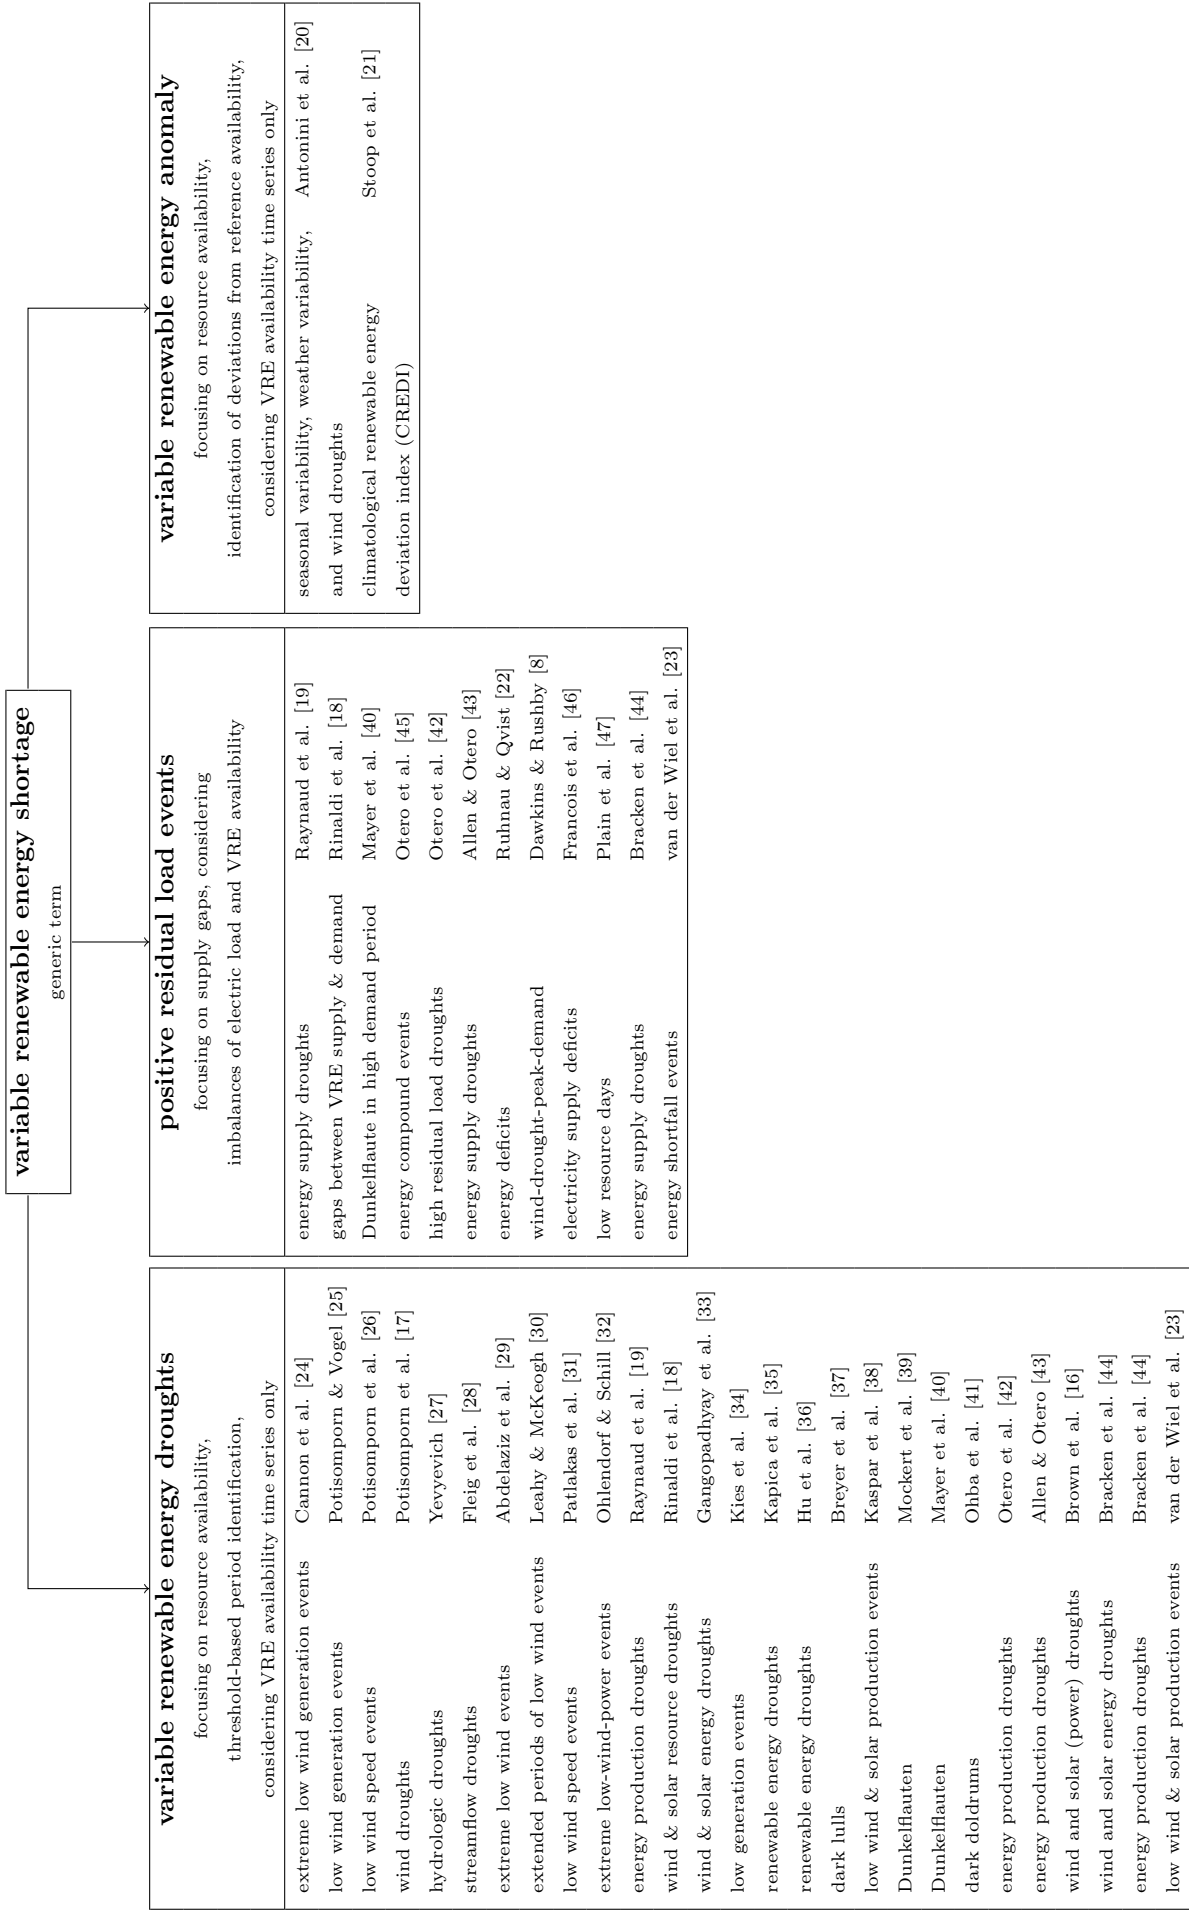 variable renewable energy shortage
generic term
variable renewable energy droughts
focusing on resource availability,
threshold-based period identification,
considering VRE availability time series only
extreme low wind generation events Cannon et al. [24]
low wind generation events Potisomporn & Vogel [25]
low wind speed events Potisomporn et al. [26]
wind droughts Potisomporn et al. [17]
hydrologic droughts Yevyevich [27]
streamflow droughts Fleig et al. [28]
extreme low wind events Abdelaziz et al. [29]
extended periods of low wind events Leahy & McKeogh [30]
low wind speed events Patlakas et al. [31]
extreme low-wind-power events Ohlendorf & Schill [32]
energy production droughts Raynaud et al. [19]
wind & solar resource droughts Rinaldi et al. [18]
wind & solar energy droughts Gangopadhyay et al. [33]
low generation events Kies et al. [34]
renewable energy droughts Kapica et al. [35]
renewable energy droughts Hu et al. [36]
dark lulls Breyer et al. [37]
low wind & solar production events Kaspar et al. [38]
Dunkelflauten Mockert et al. [39]
Dunkelflauten Mayer et al. [40]
dark doldrums Ohba et al. [41]
energy production droughts Otero et al. [42]
energy production droughts Allen & Otero [43]
wind and solar (power) droughts Brown et al. [16]
wind and solar energy droughts Bracken et al. [44]
energy production droughts Bracken et al. [44]
low wind & solar production events van der Wiel et al. [23]
positive residual load events
focusing on supply gaps, considering
imbalances of electric load and VRE availability
energy supply droughts Raynaud et al. [19]
gaps between VRE supply & demand Rinaldi et al. [18]
Dunkelflaute in high demand period Mayer et al. [40]
energy compound events Otero et al. [45]
high residual load droughts Otero et al. [42]
energy supply droughts Allen & Otero [43]
energy deficits Ruhnau & Qvist [22]
wind-drought-peak-demand Dawkins & Rushby [8]
electricity supply deficits Francois et al. [46]
low resource days Plain et al. [47]
energy supply droughts Bracken et al. [44]
energy shortfall events van der Wiel et al. [23]
variable renewable energy anomaly
focusing on resource availability,
identification of deviations from reference availability,
considering VRE availability time series only
seasonal variability, weather variability, Antonini et al. [20]
and wind droughts
climatological renewable energy Stoop et al. [21]
deviation index (CREDI)